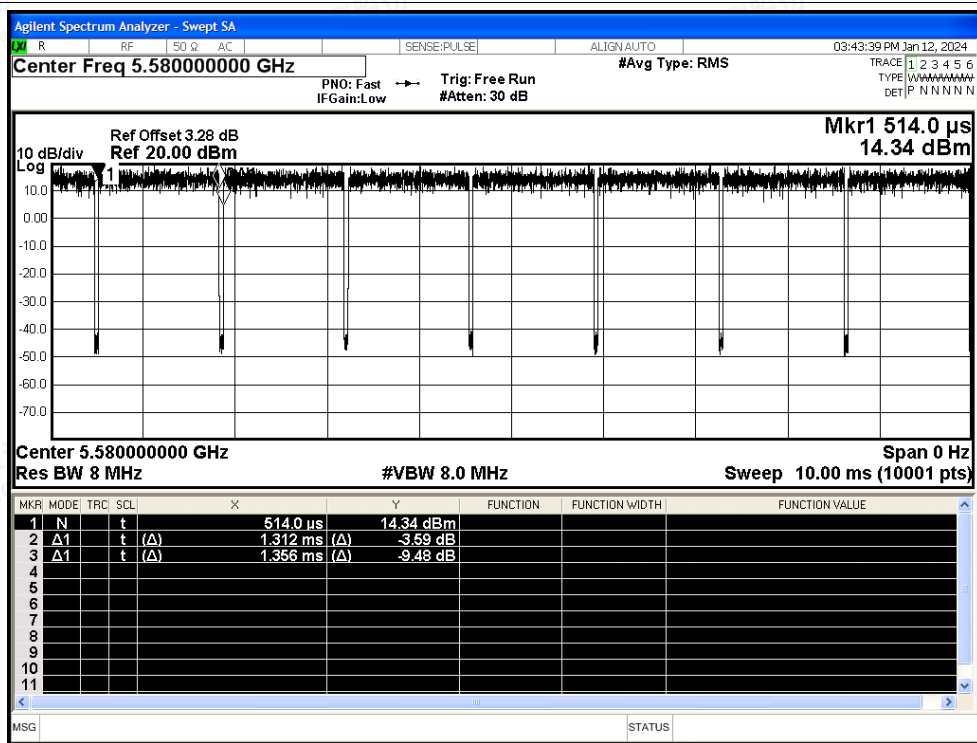 Agilent Spectrum Analyzer - Swept SA
LXI R RF 50 Ω AC SENSE:PULSE ALIGN AUTO 03:43:39 PM Jan 12, 2024
Center Freq 5.580000000 GHz #Avg Type: RMS TRACE 1 2 3 4 5 6
PNO: Fast Trig: Free Run TYPE WWWWWW
IFGain:Low #Atten: 30 dB DET P N N N N N
Mkr1 514.0 µs
Ref Offset 3.28 dB
10 dB/div Ref 20.00 dBm 14.34 dBm
Log
1
10.0
0.00
-10.0
-20.0
-30.0
-40.0
-50.0
-60.0
-70.0
Center 5.580000000 GHz Span 0 Hz
Res BW 8 MHz #VBW 8.0 MHz Sweep 10.00 ms (10001 pts)
MKR MODE TRC SCL X Y FUNCTION FUNCTION WIDTH FUNCTION VALUE
1 N t 514.0 µs 14.34 dBm
2 Δ1 t (Δ) 1.312 ms (Δ) -3.59 dB
3 Δ1 t (Δ) 1.356 ms (Δ) -9.48 dB
4
5
6
7
8
9
10
11
MSG STATUS